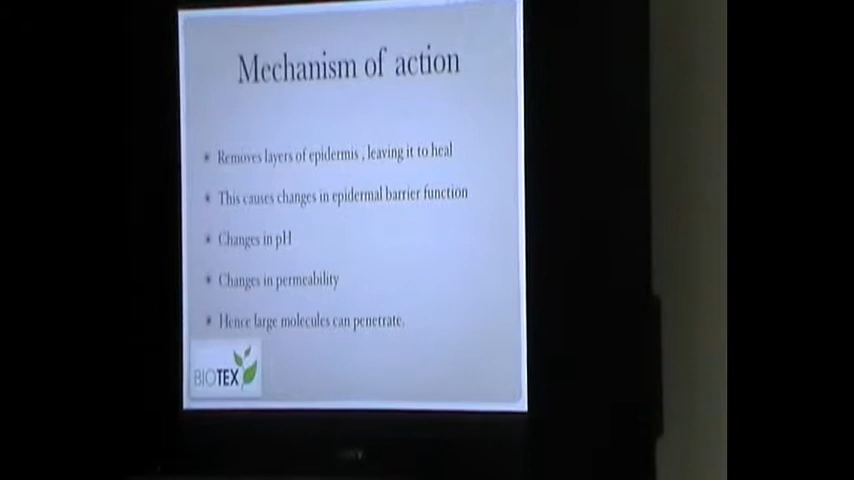 Mechanism of action
Removes layers of epidermis , leaving it to heal
This causes changes in epidermal barrier function
Changes in pH
Changes in permeability
Hence large molecules can penetrate.
BIOTEX